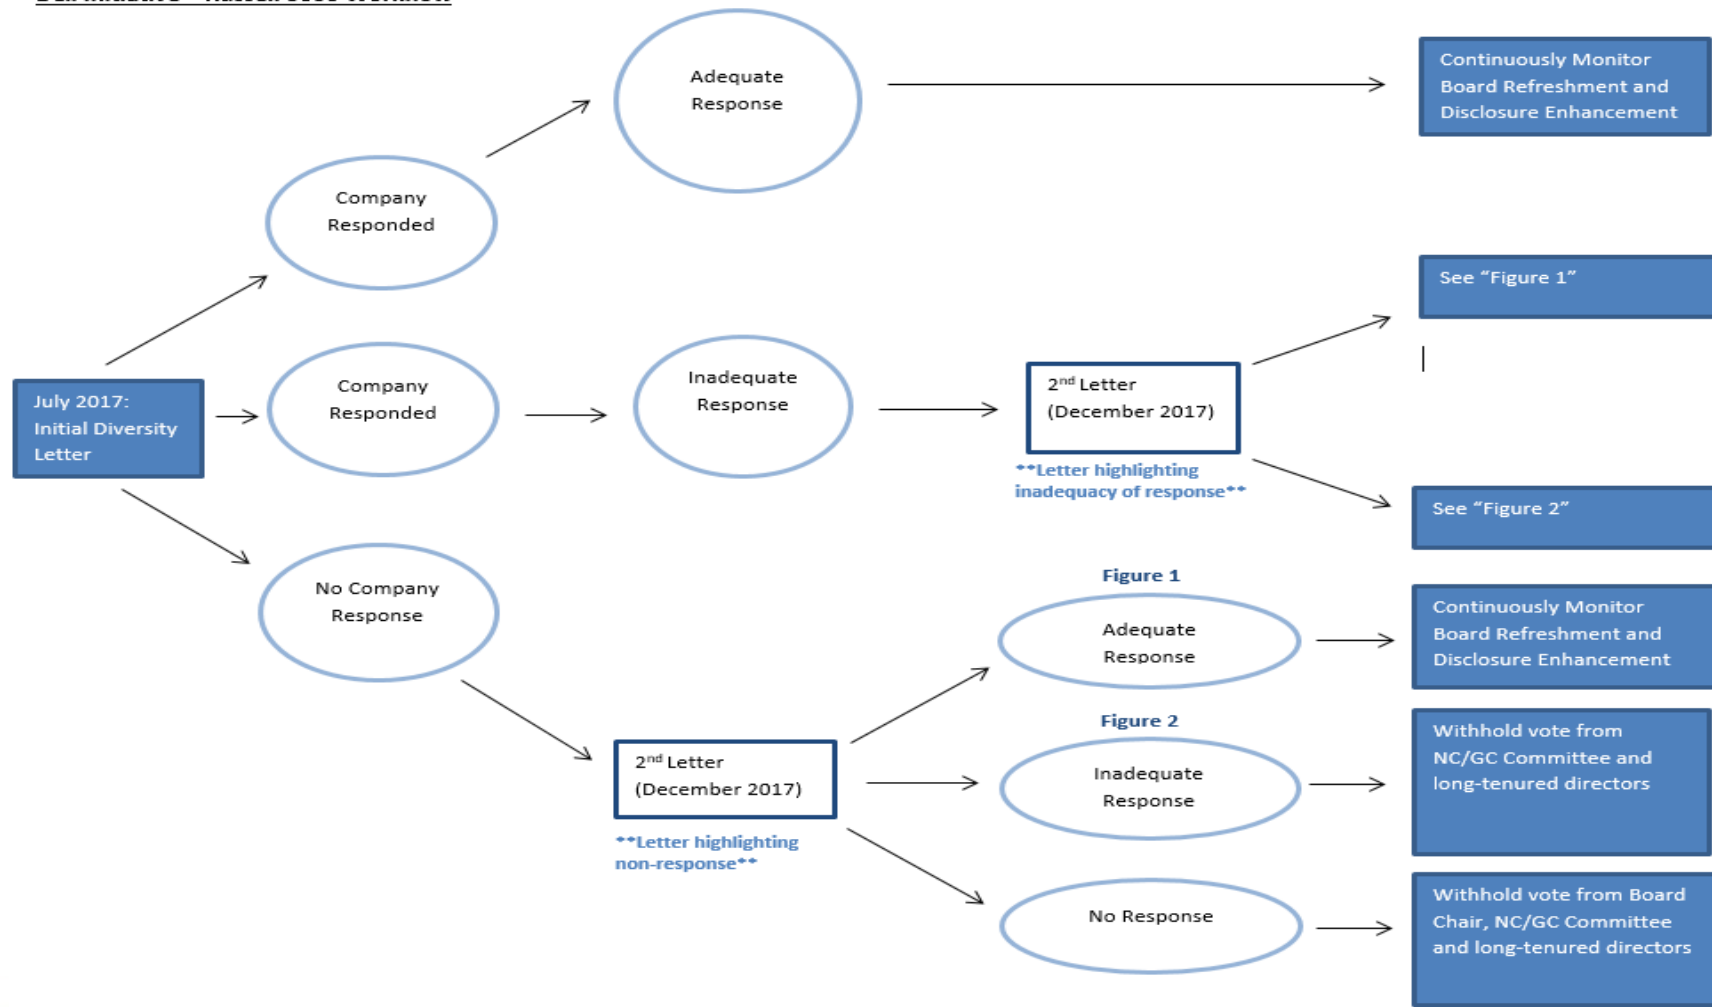 Adequate
Response
Continuously Monitor
Board Refreshment and
Disclosure Enhancement
Company
Responded
See “Figure 1”
July 2017:
Initial Diversity
Letter
Company
Responded
Inadequate
Response
2nd Letter
(December 2017)
**Letter highlighting
inadequacy of response**
See “Figure 2”
No Company
Response
Figure 1
Adequate
Response
Continuously Monitor
Board Refreshment and
Disclosure Enhancement
2nd Letter
(December 2017)
**Letter highlighting
non-response**
Figure 2
Inadequate
Response
Withhold vote from
NC/GC Committee and
long-tenured directors
No Response
Withhold vote from Board
Chair, NC/GC Committee
and long-tenured directors